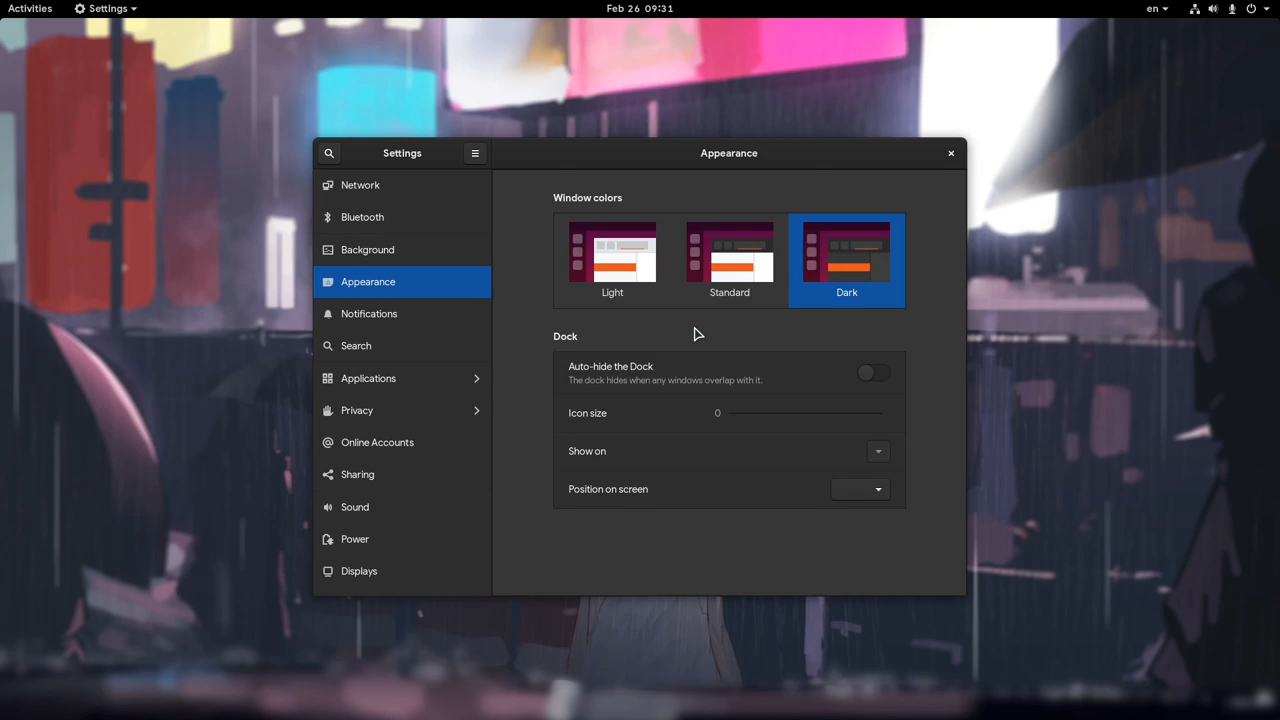 Activities
Settings
Feb 26 09:31
en
Settings
Appearance
Network
Bluetooth
Background
Appearance
Notifications
Search
Applications
Privacy
Online Accounts
Sharing
Sound
Power
Displays
Window colors
Light
Standard
Dark
Dock
Auto-hide the Dock
The dock hides when any windows overlap with it.
Icon size
0
Show on
Position on screen